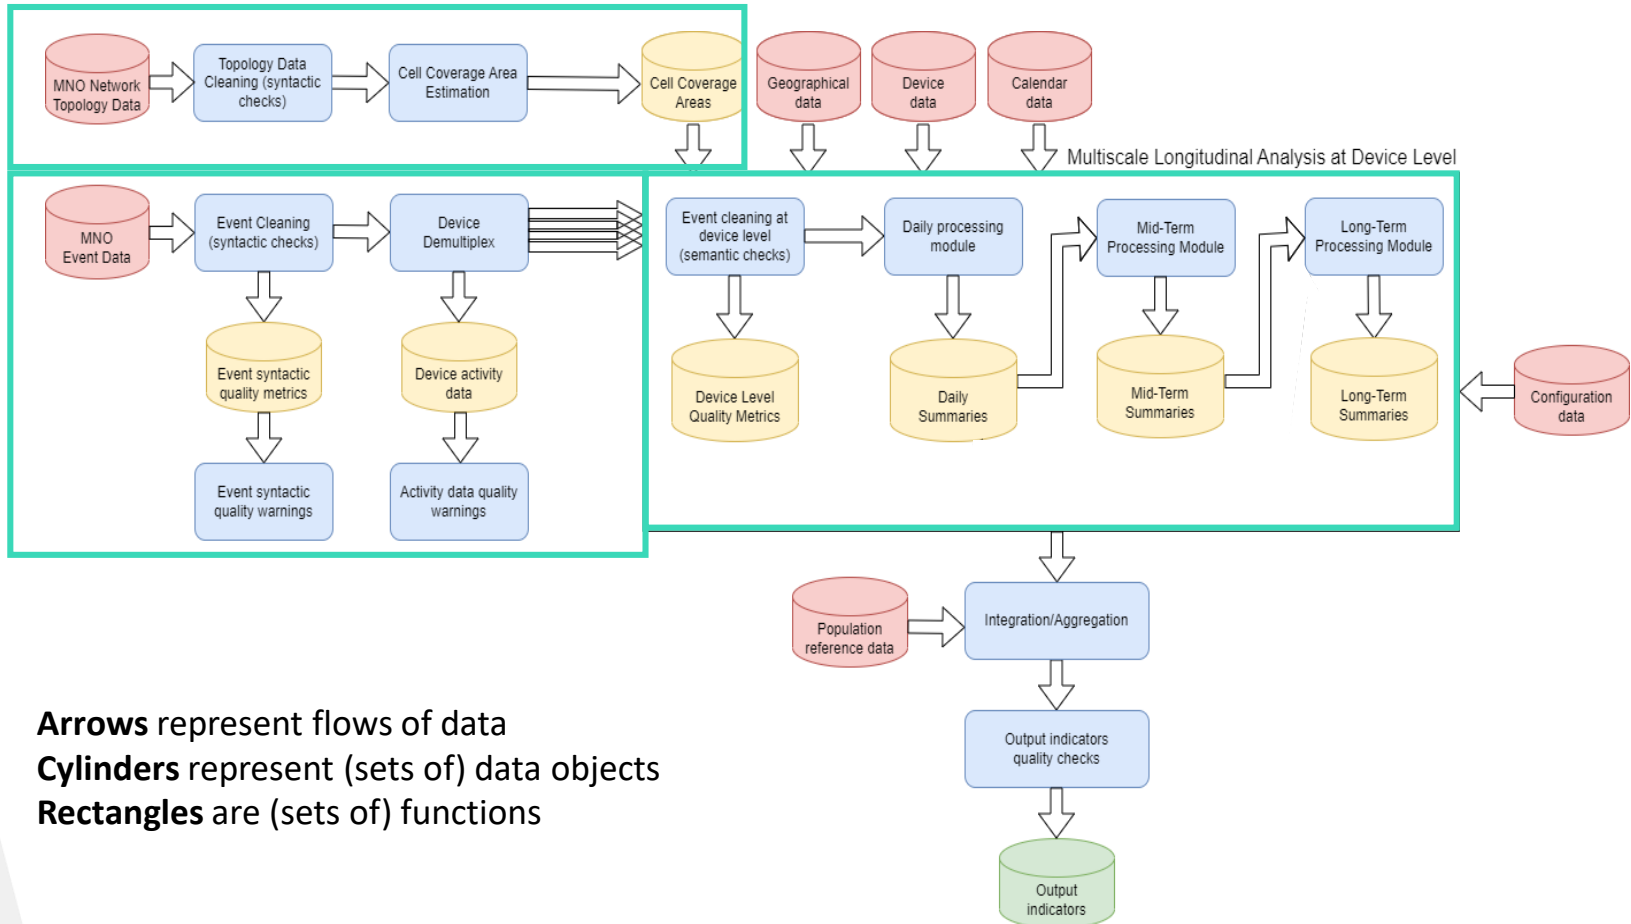 MNO Network
Topology Data
Topology Data
Cleaning (syntactic
checks)
Cell Coverage Area
Estimation
Cell Coverage
Areas
Geographical
data
Device
data
Calendar
data
Multiscale Longitudinal Analysis at Device Level
MNO
Event Data
Event Cleaning
(syntactic checks)
Device
Demultiplex
Event cleaning at
device level
(semantic checks)
Daily processing
module
Mid-Term
Processing Module
Long-Term
Processing Module
Event syntactic
quality metrics
Device activity
data
Device Level
Quality Metrics
Daily
Summaries
Mid-Term
Summaries
Long-Term
Summaries
Configuration
data
Event syntactic
quality warnings
Activity data quality
warnings
Population
reference data
Integration/Aggregation
Output indicators
quality checks
Output
indicators
Arrows represent flows of data
Cylinders represent (sets of) data objects
Rectangles are (sets of) functions